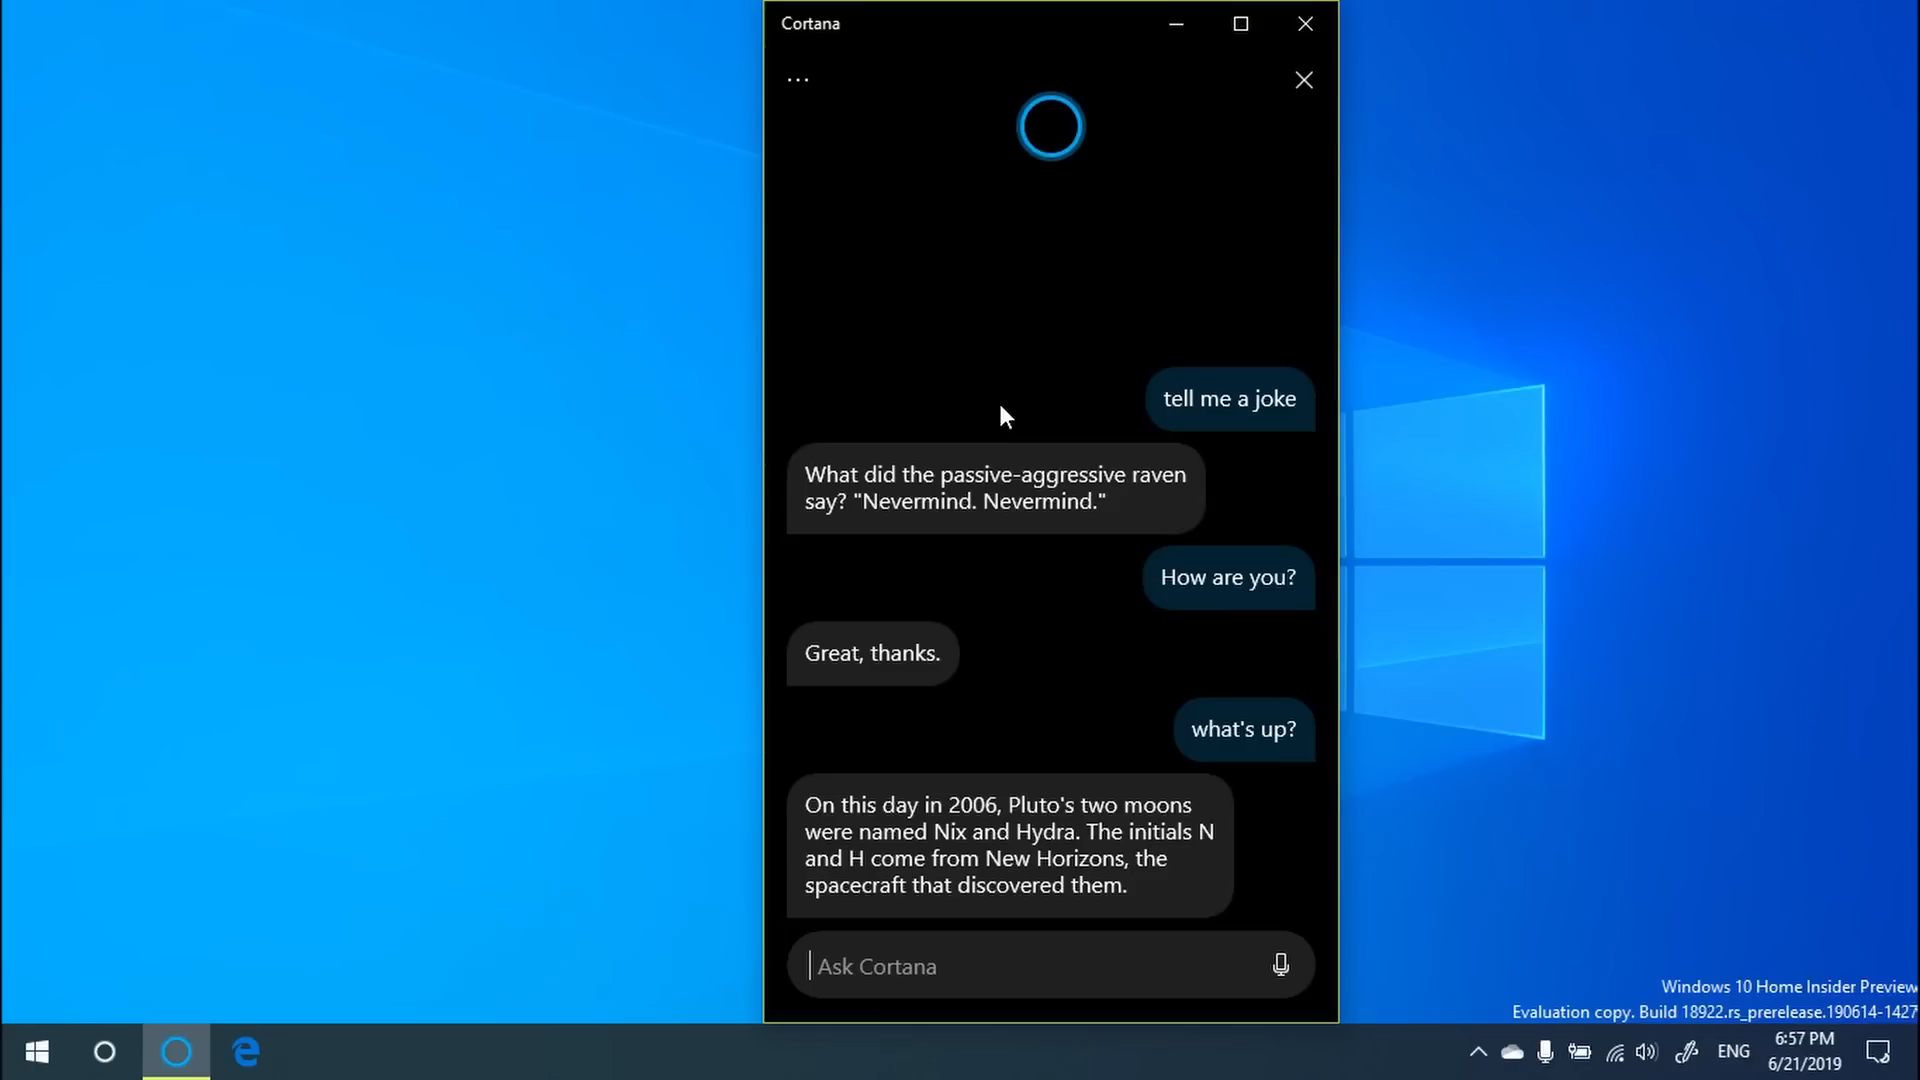 Cortana
...
tell me a joke
What did the passive-aggressive raven
say? "Nevermind. Nevermind."
How are you?
Great, thanks.
what's up?
On this day in 2006, Pluto's two moons
were named Nix and Hydra. The initials N
and H come from New Horizons, the
spacecraft that discovered them.
Ask Cortana
Windows 10 Home Insider Preview
Evaluation copy. Build 18922.rs_prerelease.190614-1427
ENG
6:57 PM
6/21/2019